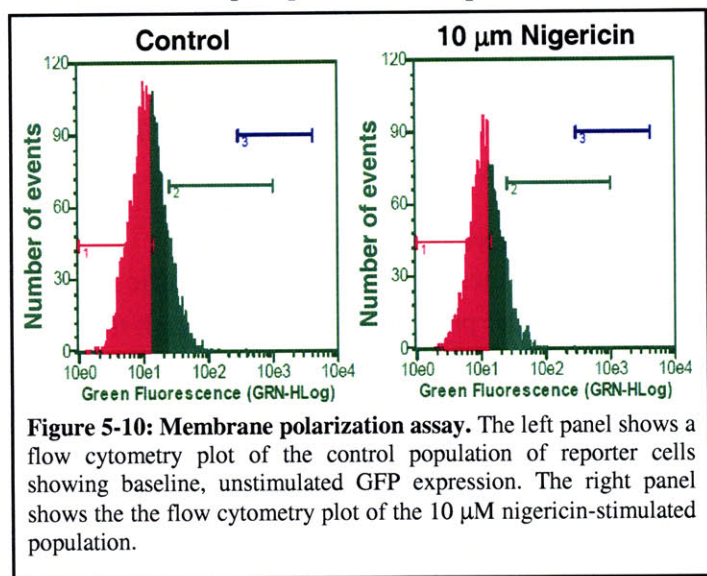 Control
10 μm Nigericin
120
90
60
30
0
Number of events
1
2
3
10e0 10e1 10e2 10e3 10e4
Green Fluorescence (GRN-HLog)
120
90
60
30
0
Number of events
1
2
3
10e0 10e1 10e2 10e3 10e4
Green Fluorescence (GRN-HLog)
Figure 5-10: Membrane polarization assay. The left panel shows a
flow cytometry plot of the control population of reporter cells
showing baseline, unstimulated GFP expression. The right panel
shows the the flow cytometry plot of the 10 μM nigericin-stimulated
population.